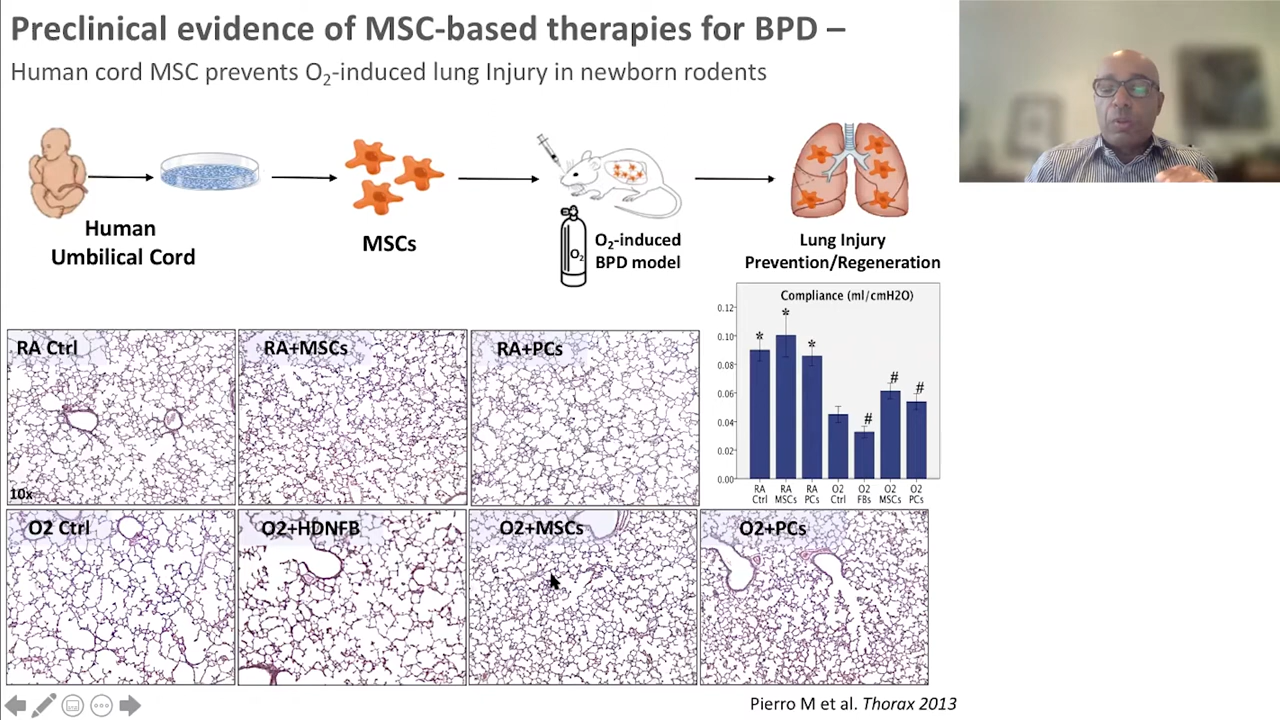 Preclinical evidence of MSC-based therapies for BPD –
Human cord MSC prevents O2-induced lung Injury in newborn rodents
Human
Umbilical Cord
MSCs
O2
O2-induced
BPD model
Lung Injury
Prevention/Regeneration
Compliance (ml/cmH2O)
0.12
0.10
0.08
0.06
0.04
0.02
0.00
* * * # # #
RA Ctrl
RA MSCs
RA PCs
O2 Ctrl
O2 FBs
O2 MSCs
O2 PCs
RA Ctrl
10x
RA+MSCs
RA+PCs
O2 Ctrl
O2+HDNFB
O2+MSCs
O2+PCs
Pierro M et al. Thorax 2013